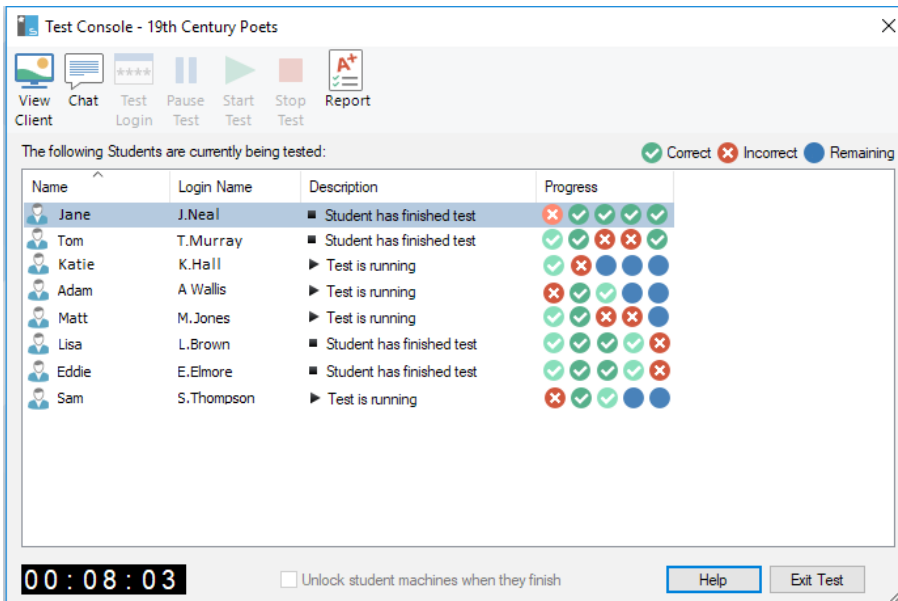 Test Console - 19th Century Poets
View Client
Chat
Test Login
Pause Test
Start Test
Stop Test
Report
The following Students are currently being tested:
Correct Incorrect Remaining
Name Login Name Description Progress
Jane J.Neal Student has finished test
Tom T.Murray Student has finished test
Katie K.Hall Test is running
Adam A Wallis Test is running
Matt M.Jones Test is running
Lisa L.Brown Student has finished test
Eddie E.Elmore Student has finished test
Sam S.Thompson Test is running
00:08:03 Unlock student machines when they finish Help Exit Test